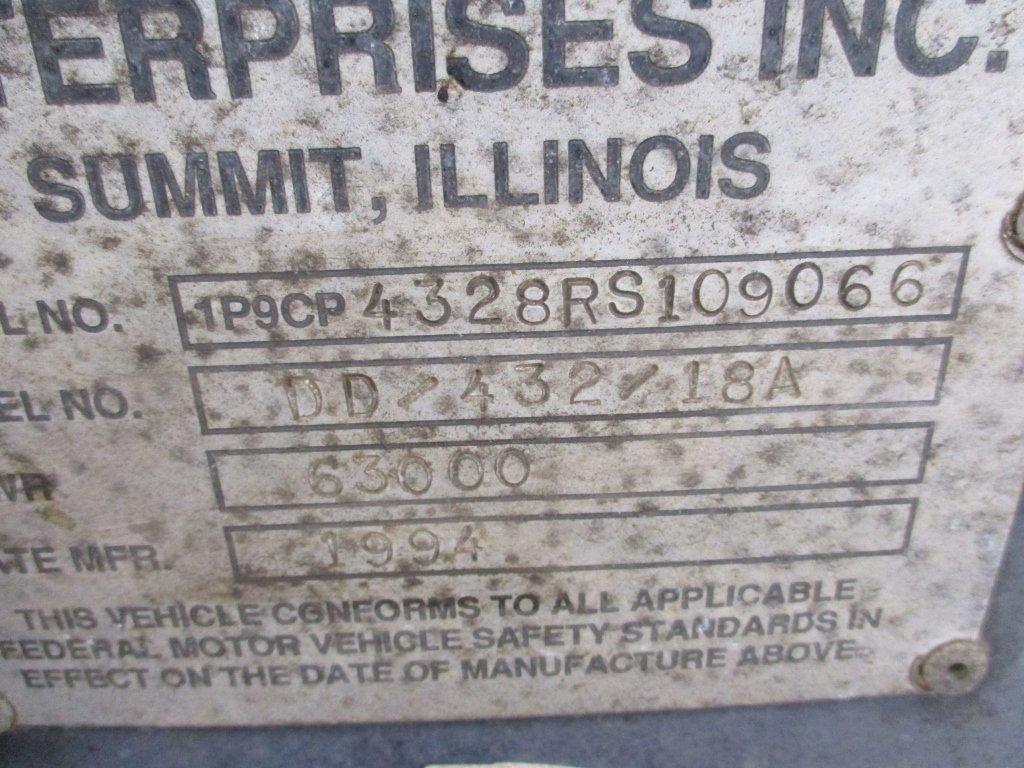 TERPRISES INC.
SUMMIT, ILLINOIS
L NO. 1P9CP4328RS109066
EL NO. DD/432/18A
WR 63000
TE MFR. 1994
THIS VEHICLE CONFORMS TO ALL APPLICABLE
FEDERAL MOTOR VEHICLE SAFETY STANDARDS IN
EFFECT ON THE DATE OF MANUFACTURE ABOVE.